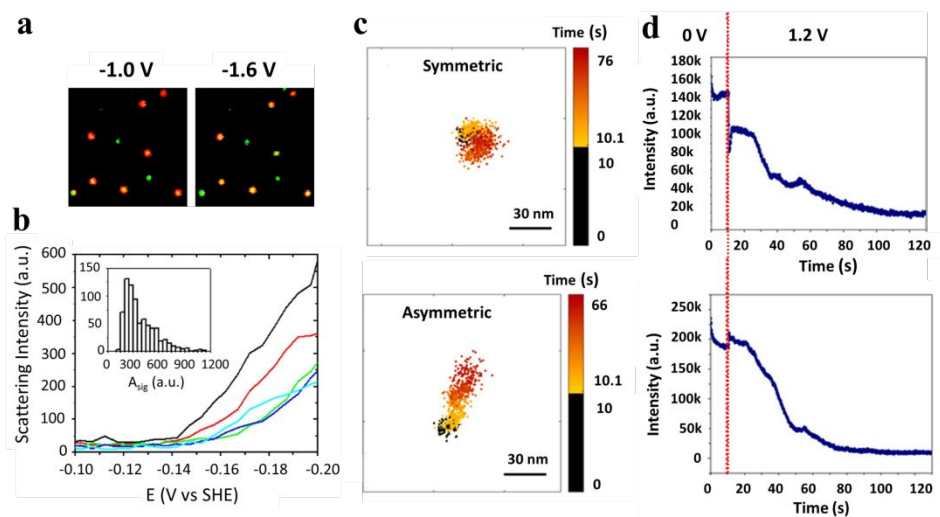 a
-1.0 V
-1.6 V
b
Scattering Intensity (a.u.)
600
500
400
300
200
100
0
150
100
50
0
0 300 600 900 1200
A sig (a.u.)
-0.10 -0.12 -0.14 -0.16 -0.18 -0.20
E (V vs SHE)
c
Time (s)
Symmetric
76
10.1
10
0
30 nm
Time (s)
Asymmetric
66
10.1
10
0
30 nm
d
0 V
1.2 V
Intensity (a.u.)
180k
160k
140k
120k
100k
80k
60k
40k
20k
0
0 20 40 60 80 100 120
Time (s)
Intensity (a.u.)
250k
200k
150k
100k
50k
0
0 20 40 60 80 100 120
Time (s)